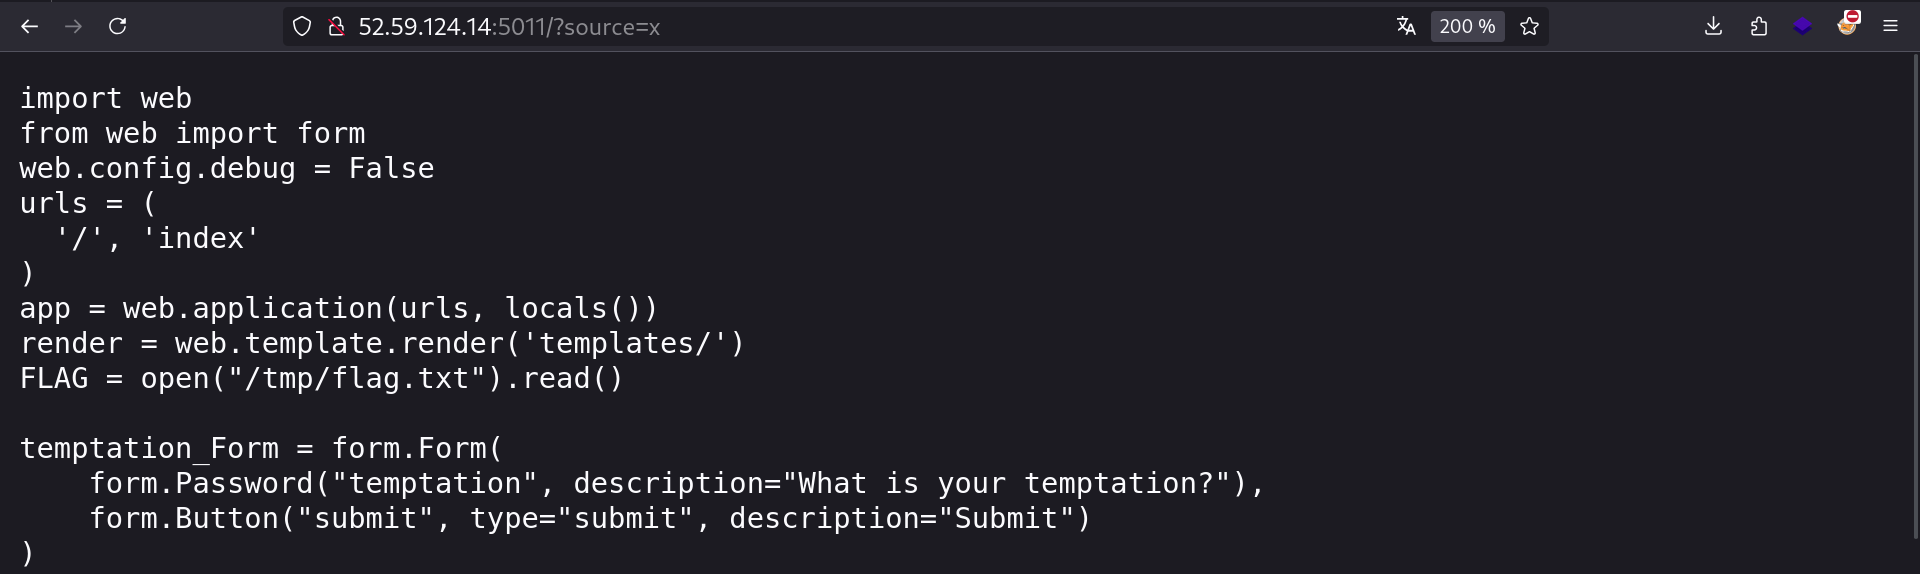 52.59.124.14:5011/?source=x
200 %
import web
from web import form
web.config.debug = False
urls = (
  '/', 'index'
)
app = web.application(urls, locals())
render = web.template.render('templates/')
FLAG = open("/tmp/flag.txt").read()

temptation_Form = form.Form(
    form.Password("temptation", description="What is your temptation?"),
    form.Button("submit", type="submit", description="Submit")
)